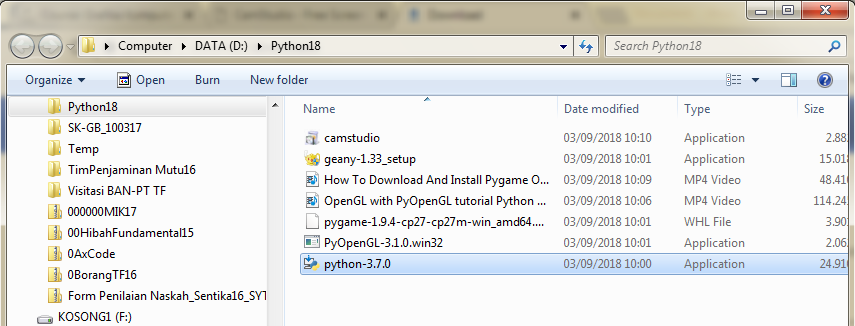 Download
Computer ▸ DATA (D:) ▸ Python18
Search Python18
Organize Open Burn New folder
Python18
SK-GB_100317
Temp
TimPenjaminan Mutu16
Visitasi BAN-PT TF
000000MIK17
00HibahFundamental15
0AxCode
0BorangTF16
Form Penilaian Naskah_Sentika16_SYT
KOSONG1 (F:)
Name Date modified Type Size
camstudio 03/09/2018 10:10 Application 2.88
geany-1.33_setup 03/09/2018 10:01 Application 15.018
How To Download And Install Pygame O... 03/09/2018 10:09 MP4 Video 48.410
OpenGL with PyOpenGL tutorial Python ... 03/09/2018 10:06 MP4 Video 114.24
pygame-1.9.4-cp27-cp27m-win_amd64.... 03/09/2018 10:01 WHL File 3.90
PyOpenGL-3.1.0.win32 03/09/2018 10:01 Application 2.06
python-3.7.0 03/09/2018 10:00 Application 24.910